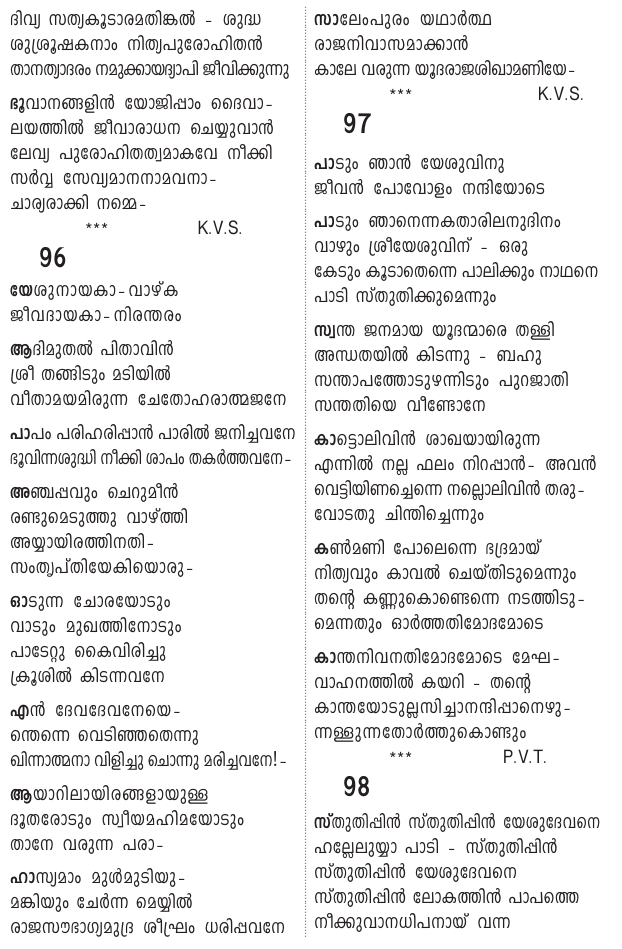 ദിവ്യ സത്യകൂടാരമതിങ്കൽ - ശുദ്ധ
ശുശ്രൂഷകനാം നിത്യപുരോഹിതൻ
താനത്യാദരം നമുക്കായദ്യാപി ജീവിക്കുന്നു
ഭൂവാനങ്ങളിൻ യോജിപ്പാം ദൈവാ-
ലയത്തിൽ ജീവാരാധന ചെയ്യുവാൻ
ലേവ്യ പുരോഹിതത്വമാകവേ നീക്കി
സർവ്വ സേവ്യമാനനാമവനാ-
ചാര്യരാക്കി നമ്മെ-
*** K.V.S.
96
യേശുനായകാ-വാഴ്ക
ജീവദായകാ-നിരന്തരം
ആദിമുതൽ പിതാവിൻ
ശ്രീ തങ്ങിടും മടിയിൽ
വീതാമയമിരുന്ന ചേതോഹരാത്മജനേ
പാപം പരിഹരിപ്പാൻ പാരിൽ ജനിച്ചവനേ
ഭൂവിന്നശുദ്ധി നീക്കി ശാപം തകർത്തവനേ-
അഞ്ചപ്പവും ചെറുമീൻ
രണ്ടുമെടുത്തു വാഴ്ത്തി
അയ്യായിരത്തിനതി-
സംതൃപ്തിയേകിയൊരു-
ഓടുന്ന ചോരയോടും
വാടും മുഖത്തിനോടും
പാടേറ്റു കൈവിരിച്ചു
ക്രൂശിൽ കിടന്നവനേ
എൻ ദേവദേവനേയെ-
ന്തെന്നെ വെടിഞ്ഞതെന്നു
ഖിന്നാത്മനാ വിളിച്ചു ചൊന്നു മരിച്ചവനേ!-
ആയാറിലായിരങ്ങളായുള്ള
ദൂതരോടും സ്വീയമഹിമയോടും
താനേ വരുന്ന പരാ-
ഹാസ്യമാം മുൾമുടിയു-
മങ്കിയും ചേർന്ന മെയ്യിൽ
രാജസൗഭാഗ്യമുദ്ര ശീഘ്രം ധരിപ്പവനേ
സാലേംപുരം യഥാർത്ഥ
രാജനിവാസമാക്കാൻ
കാലേ വരുന്ന യൂദരാജശിഖാമണിയേ-
*** K.V.S.
97
പാടും ഞാൻ യേശുവിനു
ജീവൻ പോവോളം നന്ദിയോടെ
പാടും ഞാനെന്നകതാരിലനുദിനം
വാഴും ശ്രീയേശുവിന് - ഒരു
കേടും കൂടാതെന്നെ പാലിക്കും നാഥനെ
പാടി സ്തുതിക്കുമെന്നും
സ്വന്ത ജനമായ യൂദന്മാരെ തള്ളി
അന്ധതയിൽ കിടന്നു - ബഹു
സന്താപത്തോടുഴന്നിടും പുറജാതി
സന്തതിയെ വീണ്ടോനേ
കാട്ടൊലിവിൻ ശാഖയായിരുന്ന
എന്നിൽ നല്ല ഫലം നിറപ്പാൻ- അവൻ
വെട്ടിയിണച്ചെന്നെ നല്ലൊലിവിൻ തരു-
വോടതു ചിന്തിച്ചെന്നും
കൺമണി പോലെന്നെ ഭദ്രമായ്
നിത്യവും കാവൽ ചെയ്തിടുമെന്നും
തന്റെ കണ്ണുകൊണ്ടെന്നെ നടത്തിടു-
മെന്നതും ഓർത്തതിമോദമോടെ
കാന്തനിവനതിമോദമോടെ മേഘ-
വാഹനത്തിൽ കയറി - തന്റെ
കാന്തയോടുല്ലസിച്ചാനന്ദിപ്പാനെഴു-
ന്നള്ളുന്നതോർത്തുകൊണ്ടും
*** P.V.T.
98
സ്തുതിപ്പിൻ സ്തുതിപ്പിൻ യേശുദേവനെ
ഹല്ലേലുയ്യാ പാടി - സ്തുതിപ്പിൻ
സ്തുതിപ്പിൻ യേശുദേവനെ
സ്തുതിപ്പിൻ ലോകത്തിൻ പാപത്തെ
നീക്കുവാനധിപനായ് വന്ന